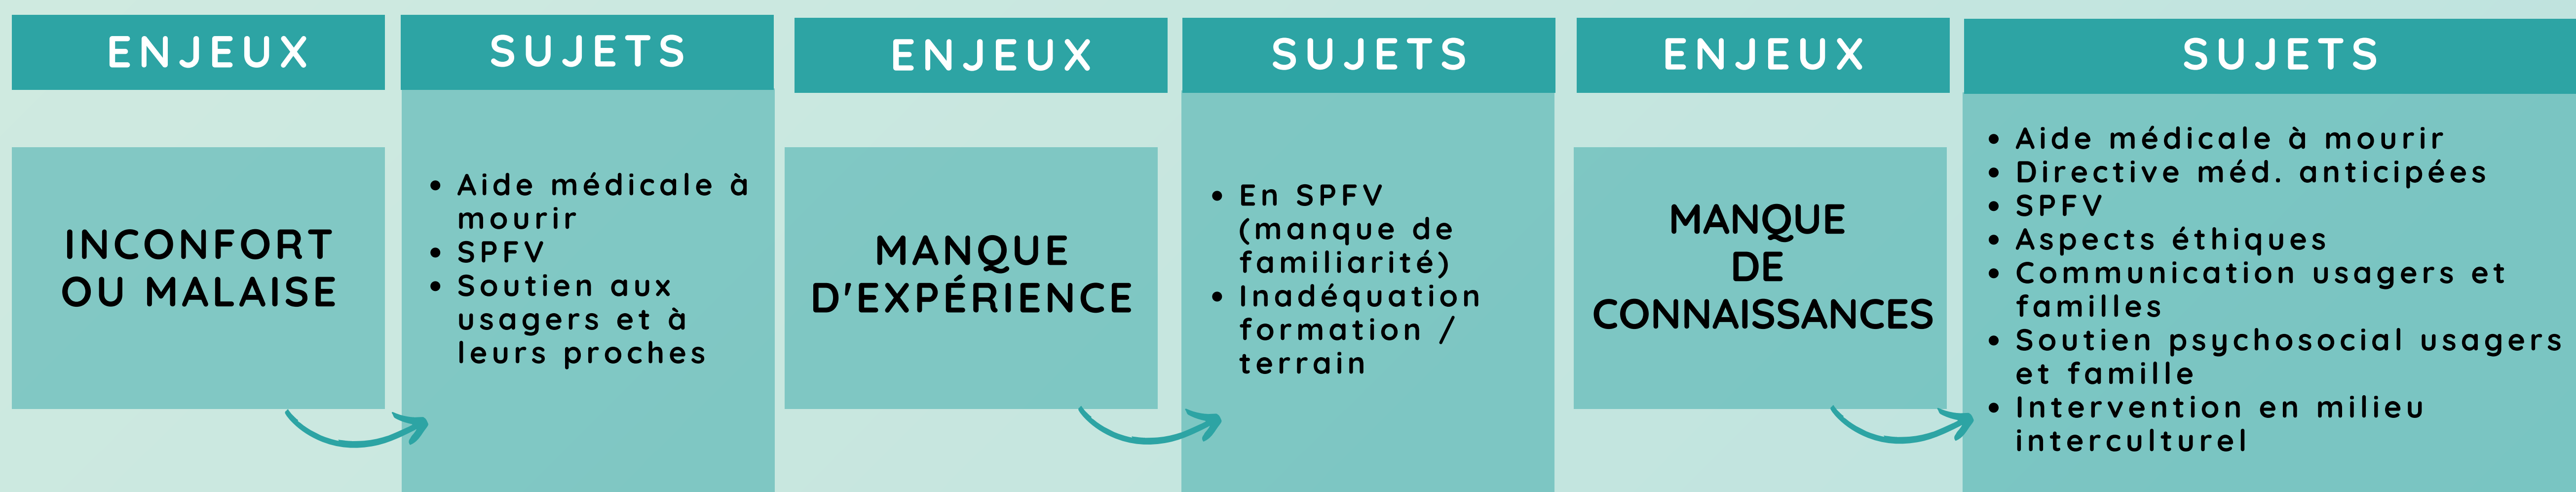 ENJEUX
INCONFORT
OU MALAISE
SUJETS
• Aide médicale à
mourir
• SPFV
• Soutien aux
usagers et à
leurs proches
ENJEUX
MANQUE
D'EXPÉRIENCE
SUJETS
• En SPFV
(manque de
familiarité)
• Inadéquation
formation /
terrain
ENJEUX
MANQUE
DE
CONNAISSANCES
SUJETS
• Aide médicale à mourir
• Directive méd. anticipées
• SPFV
• Aspects éthiques
• Communication usagers et
familles
• Soutien psychosocial usagers
et famille
• Intervention en milieu
interculturel